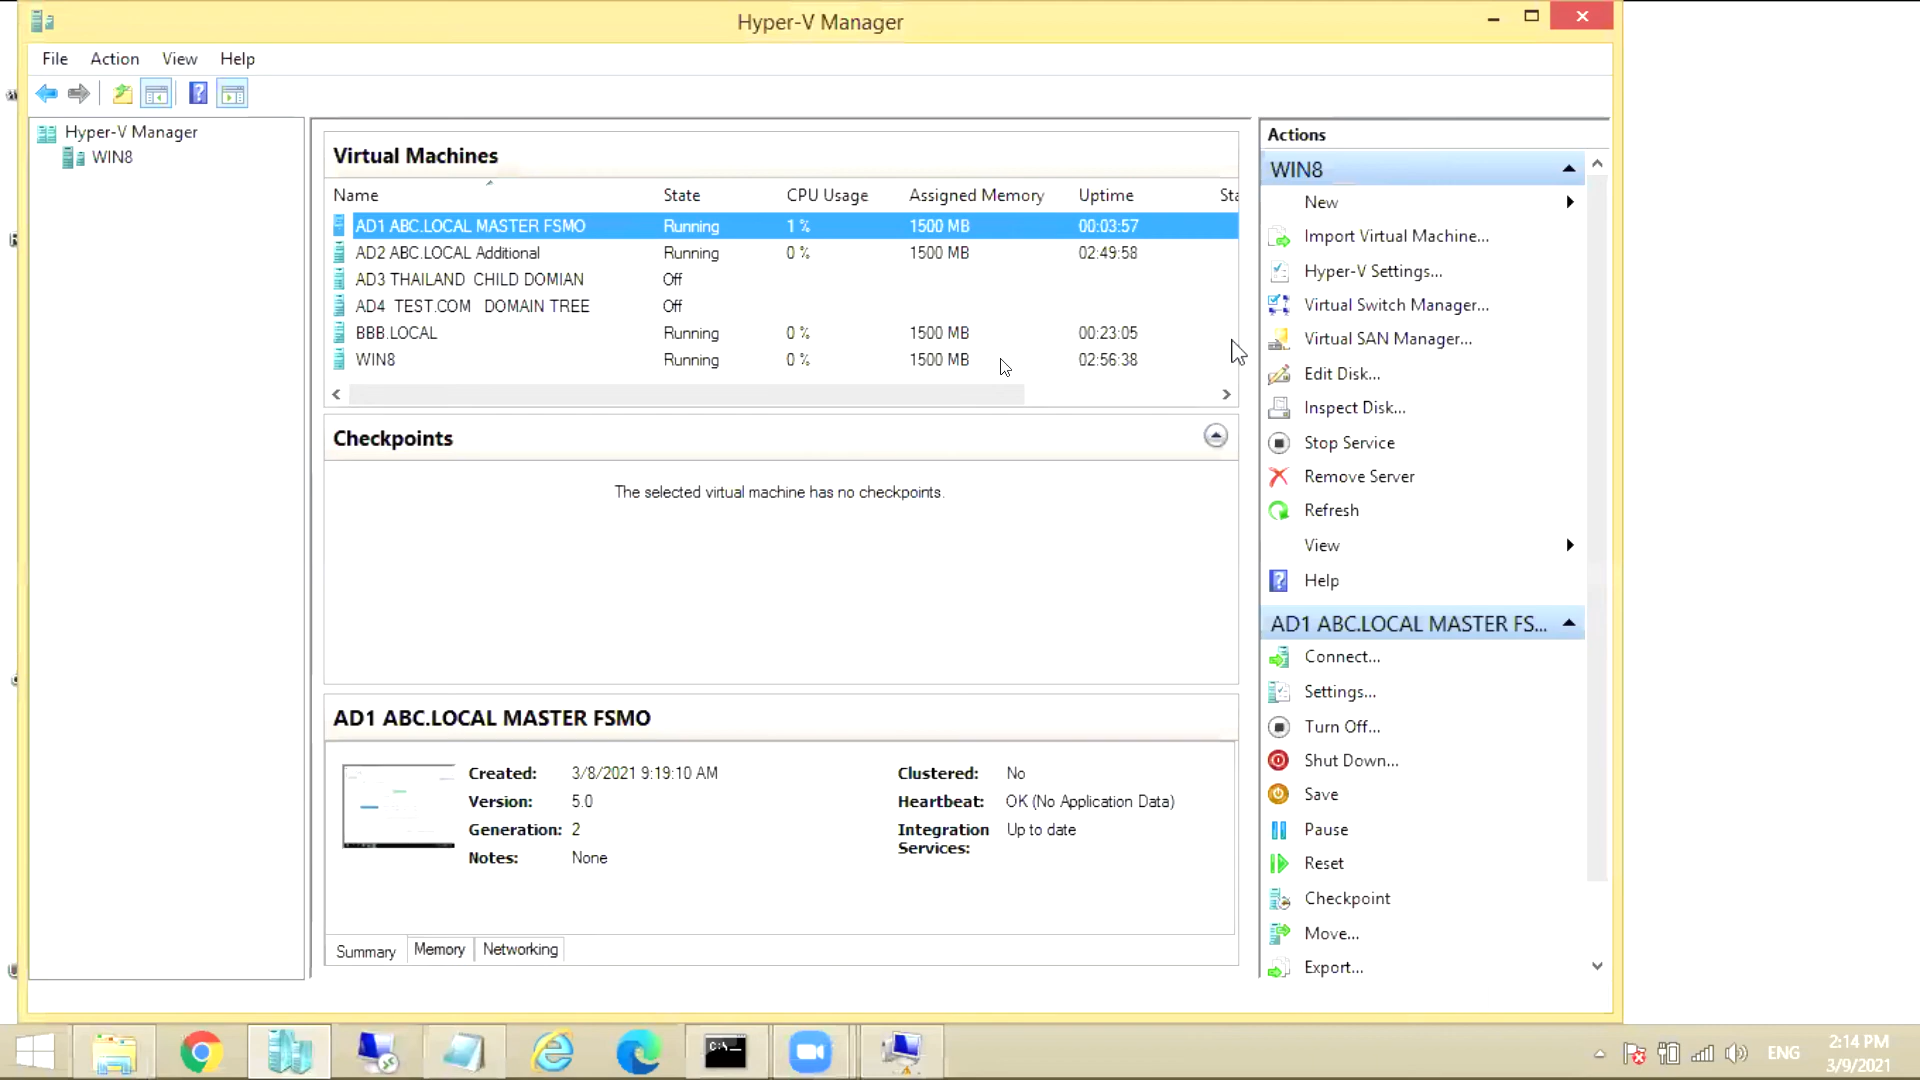 Hyper-V Manager
File Action View Help
Hyper-V Manager
WIN8
Virtual Machines
Name State CPU Usage Assigned Memory Uptime Sta
AD1 ABC.LOCAL MASTER FSMO Running 1 % 1500 MB 00:03:57
AD2 ABC.LOCAL Additional Running 0 % 1500 MB 02:49:58
AD3 THAILAND CHILD DOMIAN Off
AD4 TEST.COM DOMAIN TREE Off
BBB.LOCAL Running 0 % 1500 MB 00:23:05
WIN8 Running 0 % 1500 MB 02:56:38
Checkpoints
The selected virtual machine has no checkpoints.
AD1 ABC.LOCAL MASTER FSMO
Created: 3/8/2021 9:19:10 AM Clustered: No
Version: 5.0 Heartbeat: OK (No Application Data)
Generation: 2 Integration Services: Up to date
Notes: None
Summary Memory Networking
Actions
WIN8
New
Import Virtual Machine...
Hyper-V Settings...
Virtual Switch Manager...
Virtual SAN Manager...
Edit Disk...
Inspect Disk...
Stop Service
Remove Server
Refresh
View
Help
AD1 ABC.LOCAL MASTER FS...
Connect...
Settings...
Turn Off...
Shut Down...
Save
Pause
Reset
Checkpoint
Move...
Export...
C:\_
ENG
2:14 PM
3/9/2021